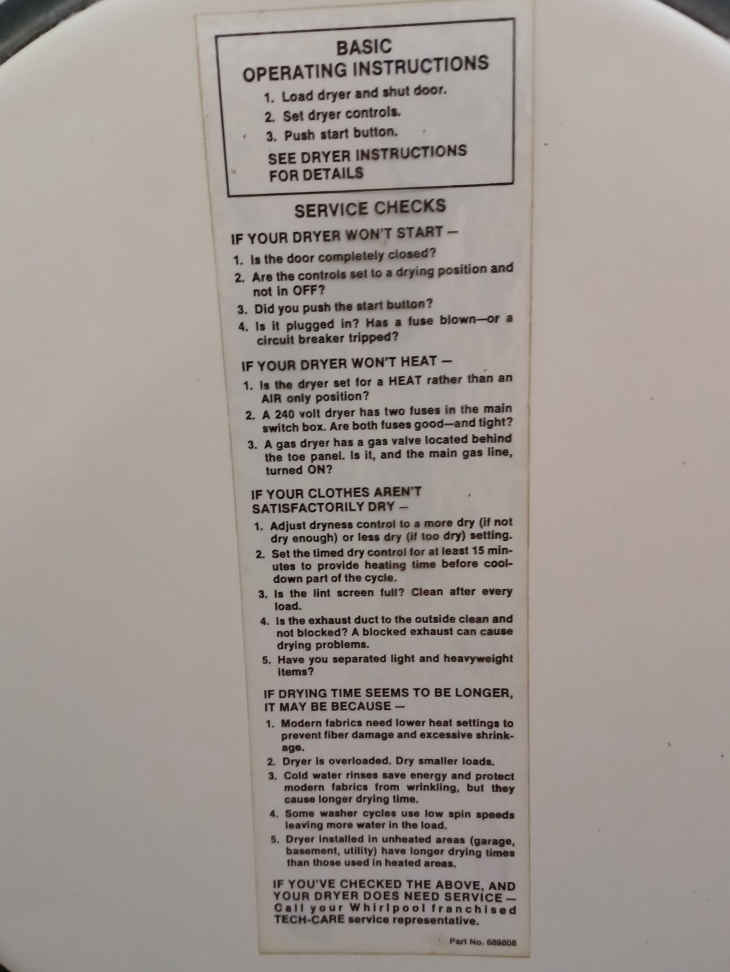 BASIC
OPERATING INSTRUCTIONS
1. Load dryer and shut door.
2. Set dryer controls.
3. Push start button.
SEE DRYER INSTRUCTIONS
FOR DETAILS
SERVICE CHECKS
IF YOUR DRYER WON'T START —
1. Is the door completely closed?
2. Are the controls set to a drying position and
not in OFF?
3. Did you push the start button?
4. Is it plugged in? Has a fuse blown—or a
circuit breaker tripped?
IF YOUR DRYER WON'T HEAT —
1. Is the dryer set for a HEAT rather than an
AIR only position?
2. A 240 volt dryer has two fuses in the main
switch box. Are both fuses good—and tight?
3. A gas dryer has a gas valve located behind
the toe panel. Is it, and the main gas line,
turned ON?
IF YOUR CLOTHES AREN'T
SATISFACTORILY DRY —
1. Adjust dryness control to a more dry (if not
dry enough) or less dry (if too dry) setting.
2. Set the timed dry control for at least 15 min-
utes to provide heating time before cool-
down part of the cycle.
3. Is the lint screen full? Clean after every
load.
4. Is the exhaust duct to the outside clean and
not blocked? A blocked exhaust can cause
drying problems.
5. Have you separated light and heavyweight
items?
IF DRYING TIME SEEMS TO BE LONGER,
IT MAY BE BECAUSE —
1. Modern fabrics need lower heat settings to
prevent fiber damage and excessive shrink-
age.
2. Dryer is overloaded. Dry smaller loads.
3. Cold water rinses save energy and protect
modern fabrics from wrinkling, but they
cause longer drying time.
4. Some washer cycles use low spin speeds
leaving more water in the load.
5. Dryer installed in unheated areas (garage,
basement, utility) have longer drying times
than those used in heated areas.
IF YOU'VE CHECKED THE ABOVE, AND
YOUR DRYER DOES NEED SERVICE —
Call your Whirlpool franchised
TECH-CARE service representative.
Part No. 689808